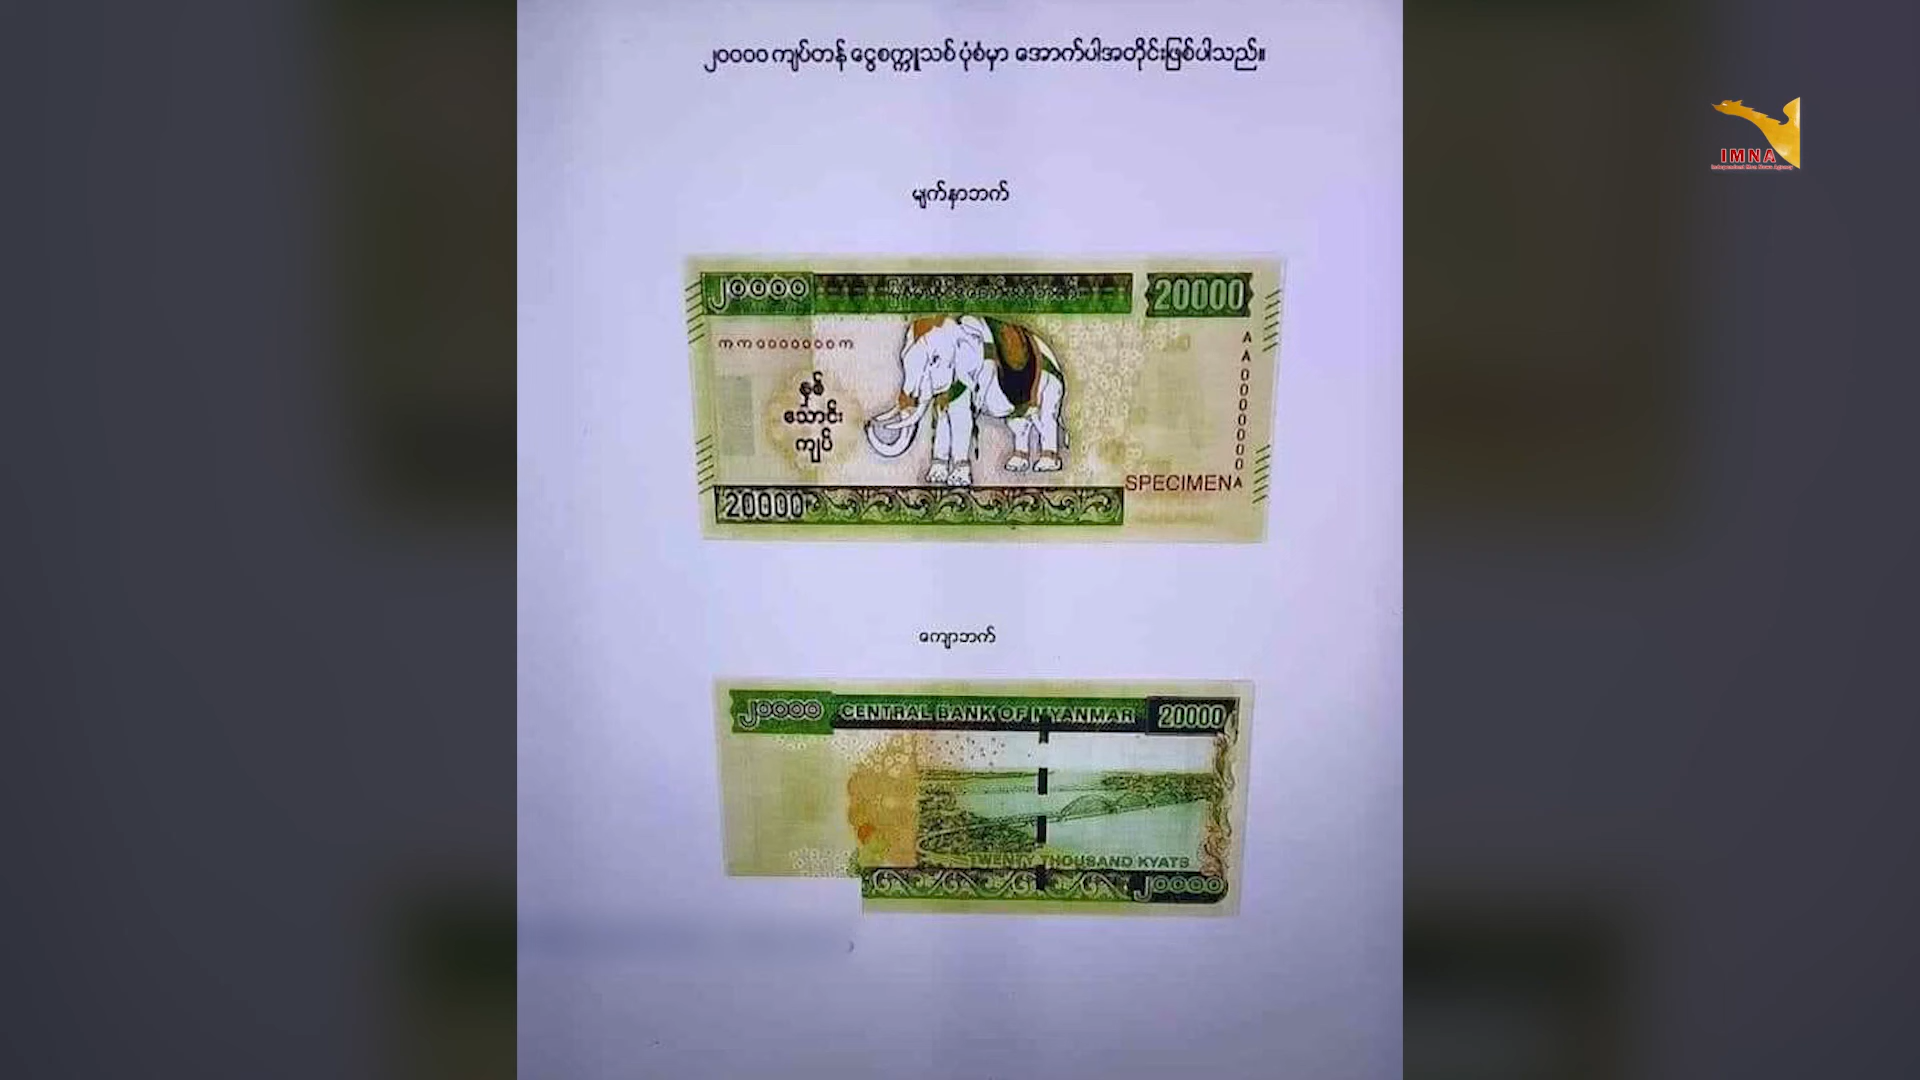 ၂၀၀၀၀ ကျပ်တန် ငွေစက္ကူသစ် ပုံစံမှာ အောက်ပါအတိုင်းဖြစ်ပါသည်။
IMNA
Independent Mon News Agency
မျက်နှာဘက်
၂၀၀၀၀
20000
ကက၀၀၀၀၀၀၀က
AA0000000A
နှစ်
သောင်း
ကျပ်
SPECIMEN
20000
ကျောဘက်
၂၀၀၀၀ CENTRAL BANK OF MYANMAR 20000
TWENTY THOUSAND KYATS
၂၀၀၀၀